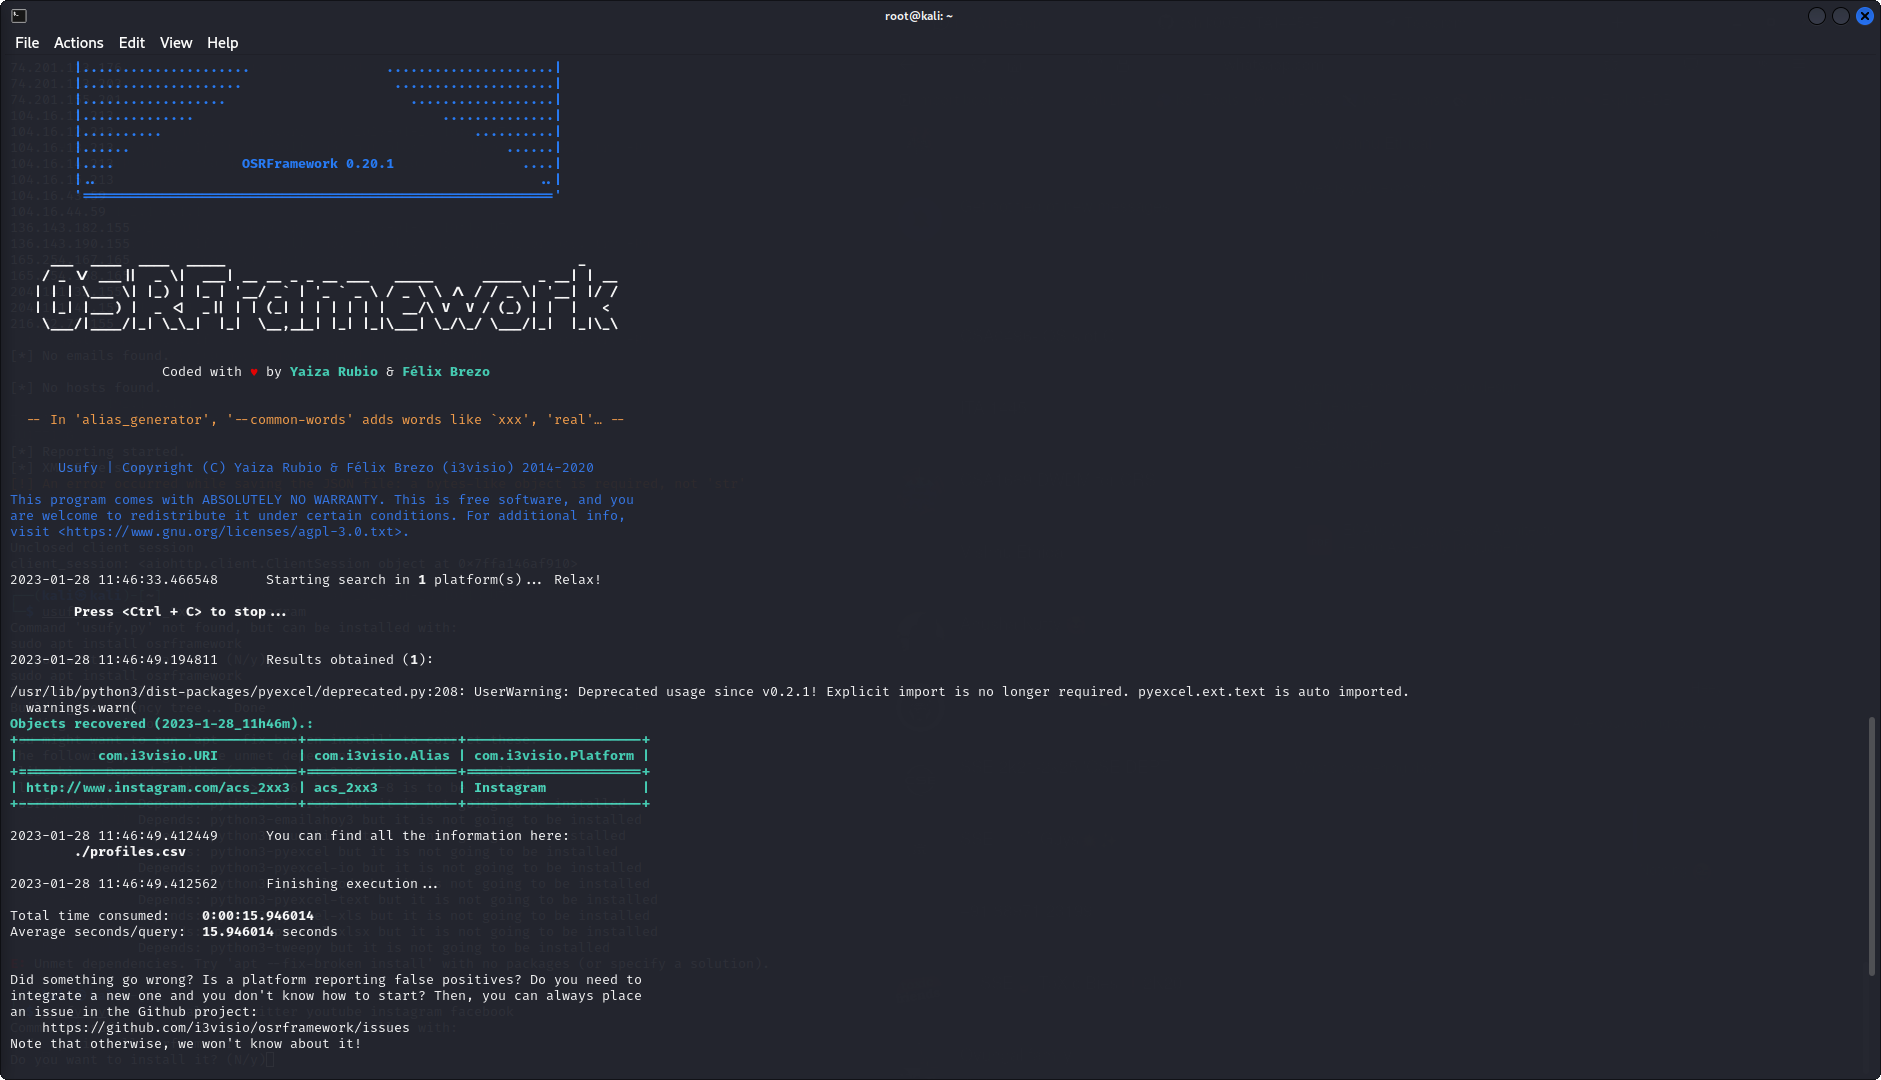 root@kali: ~
File Actions Edit View Help
|..................... .....................|
|.................... ....................|
|.................. ..................|
|.............. ..............|
|.......... ..........|
|...... ......|
|.... OSRFramework 0.20.1 ....|
|.. ..|
OSRFramework
Coded with ♥ by Yaiza Rubio & Félix Brezo
-- In 'alias_generator', '--common-words' adds words like `xxx', 'real'… --
Usufy | Copyright (C) Yaiza Rubio & Félix Brezo (i3visio) 2014-2020
This program comes with ABSOLUTELY NO WARRANTY. This is free software, and you
are welcome to redistribute it under certain conditions. For additional info,
visit <https://www.gnu.org/licenses/agpl-3.0.txt>.
2023-01-28 11:46:33.466548 Starting search in 1 platform(s)... Relax!
Press <Ctrl + C> to stop...
2023-01-28 11:46:49.194811 Results obtained (1):
/usr/lib/python3/dist-packages/pyexcel/deprecated.py:208: UserWarning: Deprecated usage since v0.2.1! Explicit import is no longer required. pyexcel.ext.text is auto imported.
warnings.warn(
Objects recovered (2023-1-28_11h46m).:
| com.i3visio.URI | com.i3visio.Alias | com.i3visio.Platform |
| http://www.instagram.com/acs_2xx3 | acs_2xx3 | Instagram |
2023-01-28 11:46:49.412449 You can find all the information here:
./profiles.csv
2023-01-28 11:46:49.412562 Finishing execution...
Total time consumed: 0:00:15.946014
Average seconds/query: 15.946014 seconds
Did something go wrong? Is a platform reporting false positives? Do you need to
integrate a new one and you don't know how to start? Then, you can always place
an issue in the Github project:
https://github.com/i3visio/osrframework/issues
Note that otherwise, we won't know about it!